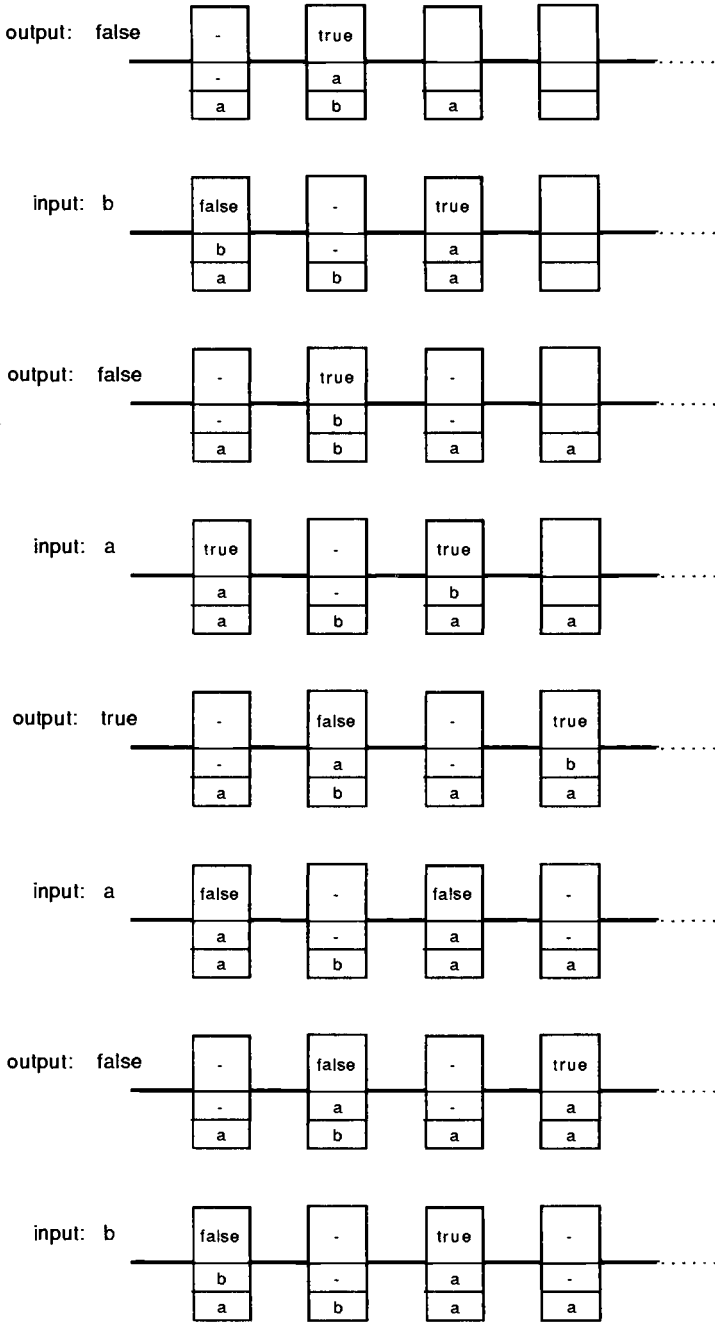 output: false - true
- a
a b a
input: b false - true
b - a
a b a
output: false - true -
- b -
a b a a
input: a true - true
a - b
a b a a
output: true - false - true
- a - b
a b a a
input: a false - false -
a - a -
a b a a
output: false - false - true
- a - a
a b a a
input: b false - true -
b - a -
a b a a